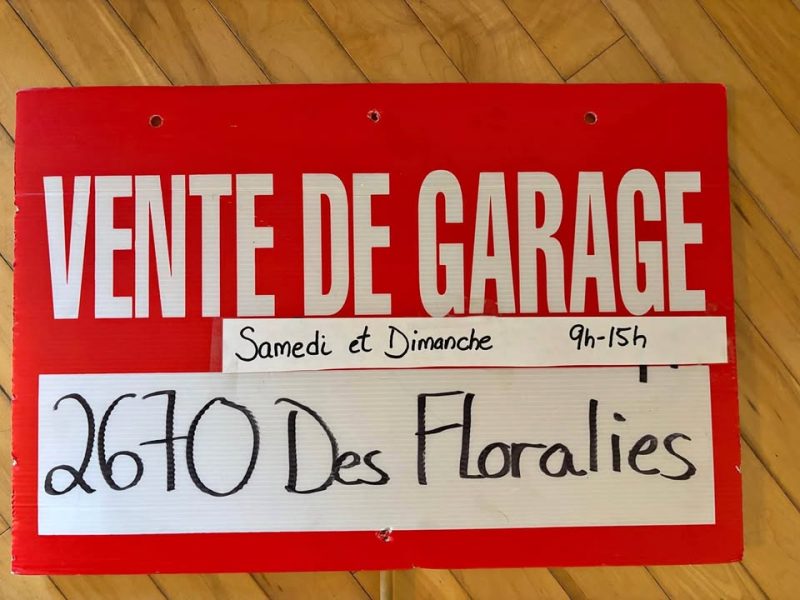 VENTE DE GARAGE
Samedi et Dimanche 9h-15h
2670 Des Floralies